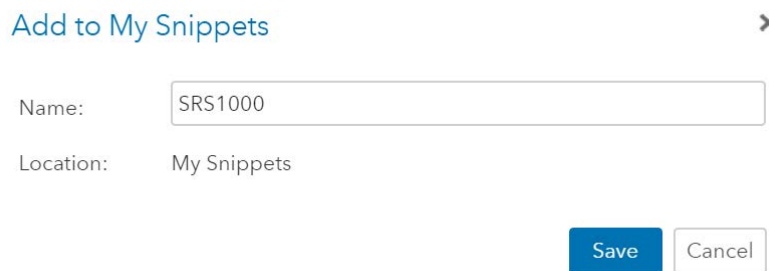 Add to My Snippets
Name: SRS1000
Location: My Snippets
Save Cancel